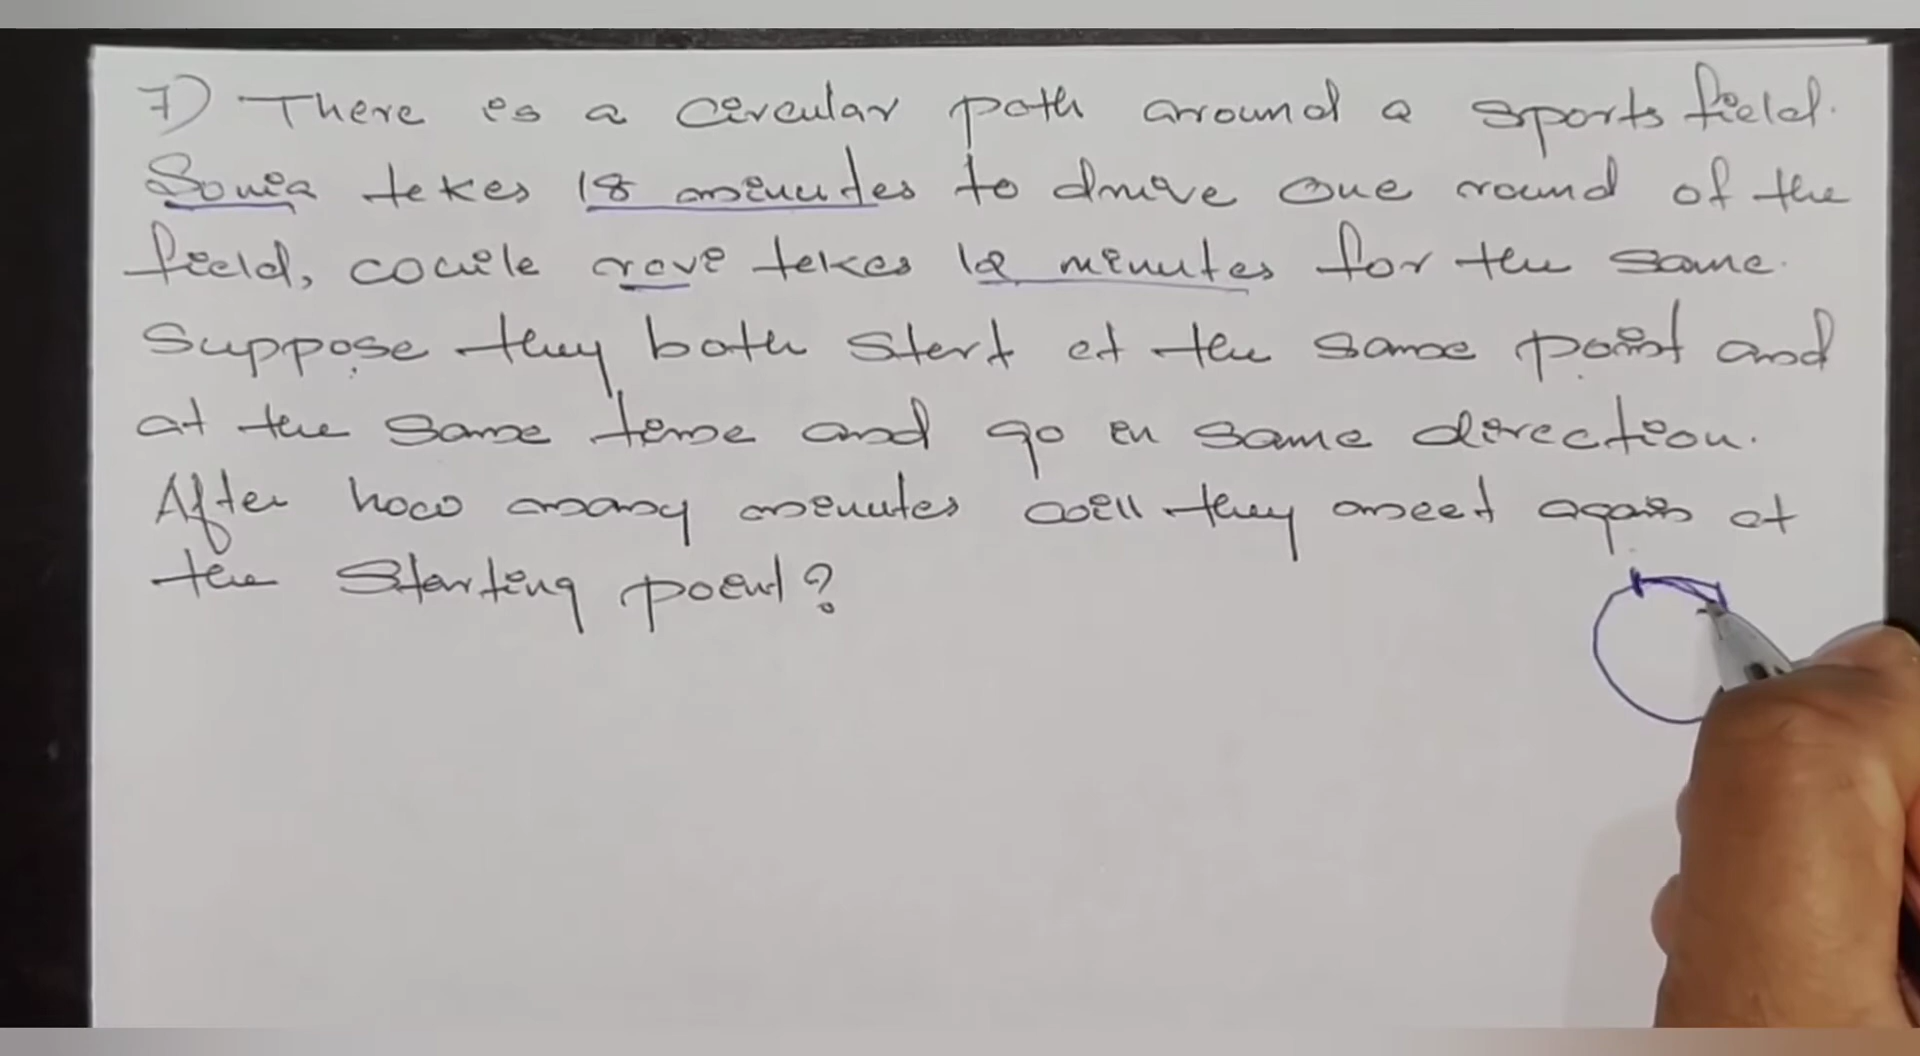 7) There is a circular path around a sports field.
Sonia takes 18 minutes to drive one round of the
field, while ravi takes 12 minutes for the same.
Suppose they both start at the same point and
at the same time and go in same direction.
After how many minutes will they meet again at
the starting point?